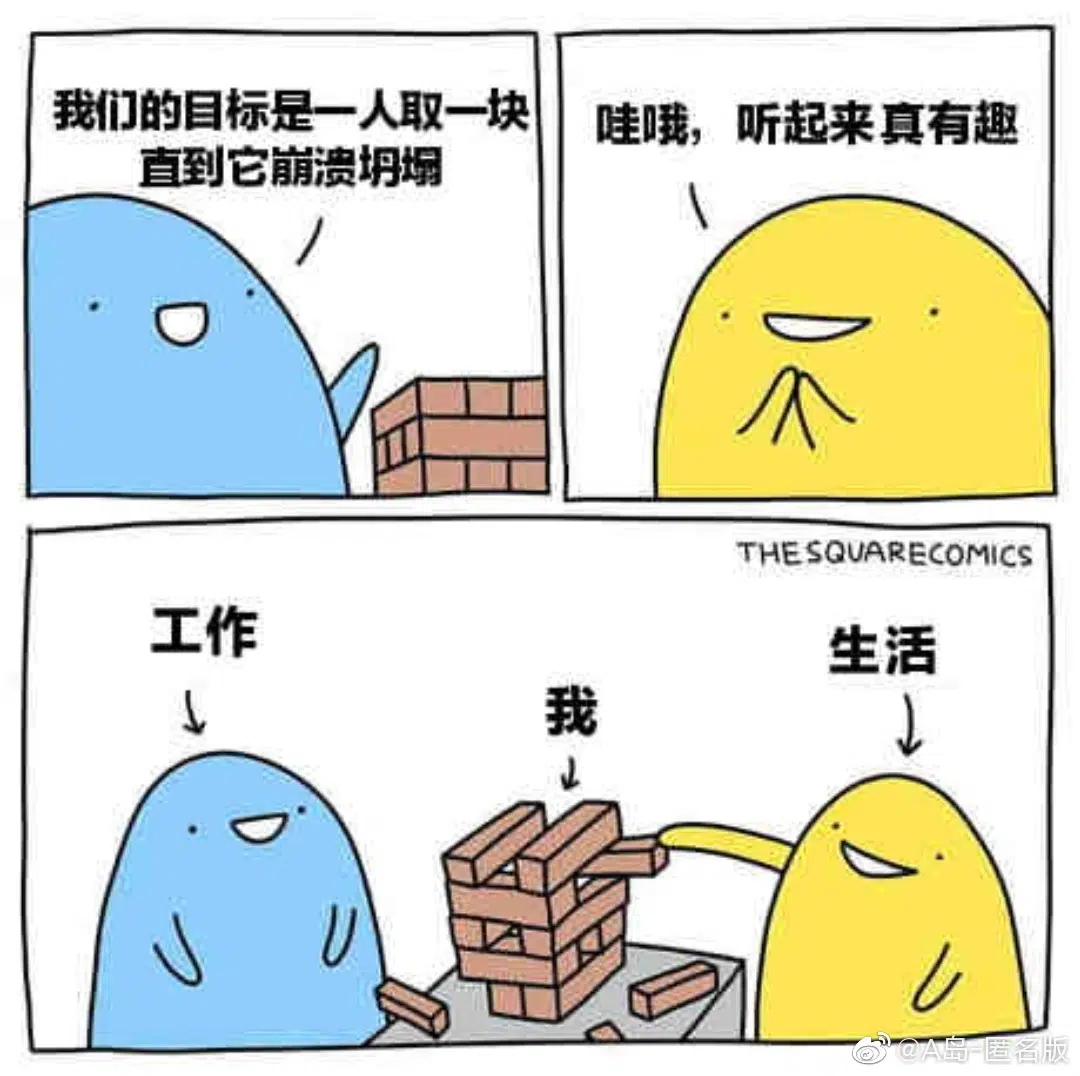 我们的目标是一人取一块
直到它崩溃坍塌
哇哦，听起来真有趣
THESQUARECOMICS
工作
我
生活
@A岛-匿名版